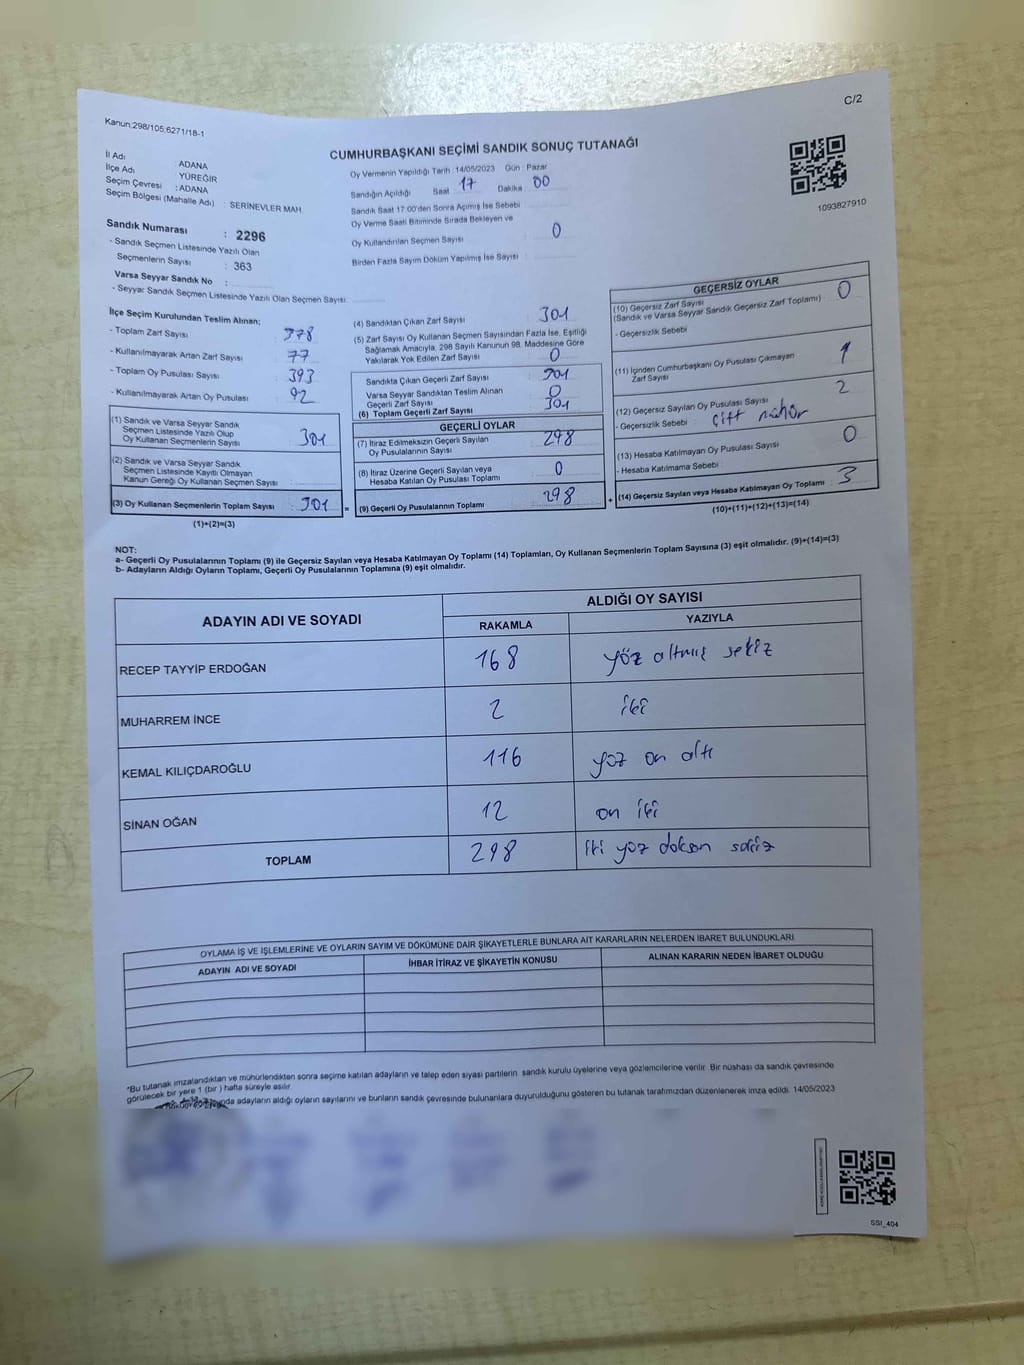 C/2
Kanun:298/105;6271/18-1
CUMHURBAŞKANI SEÇİMİ SANDIK SONUÇ TUTANAĞI
İl Adı : ADANA
İlçe Adı : YÜREĞİR
Seçim Çevresi : ADANA
Seçim Bölgesi (Mahalle Adı) : SERİNEVLER MAH.
Oy Vermenin Yapıldığı Tarih :14/05/2023 Gün : Pazar
Sandığın Açıldığı Saat : 17 Dakika : 00
Sandık Saat 17:00'den Sonra Açımış İse Sebebi
Oy Verme Saati Bitiminde Sırada Bekleyen ve
Oy Kullandırılan Seçmen Sayısı : 0
Birden Fazla Sayım Döküm Yapılmış İse Sayısı :
1093827910
Sandık Numarası : 2296
- Sandık Seçmen Listesinde Yazılı Olan
Seçmenlerin Sayısı : 363
Varsa Seyyar Sandık No :
- Seyyar Sandık Seçmen Listesinde Yazılı Olan Seçmen Sayısı:
İlçe Seçim Kurulundan Teslim Alınan:
- Toplam Zarf Sayısı : 378
- Kullanılmayarak Artan Zarf Sayısı : 77
- Toplam Oy Pusulası Sayısı : 393
- Kullanılmayarak Artan Oy Pusulası : 92
(1) Sandık ve Varsa Seyyar Sandık
Seçmen Listesinde Yazılı Olup
Oy Kullanan Seçmenlerin Sayısı : 301
(2) Sandık ve Varsa Seyyar Sandık
Seçmen Listesinde Kayıtlı Olmayan
Kanun Gereği Oy Kullanan Seçmen Sayısı :
(3) Oy Kullanan Seçmenlerin Toplam Sayısı : 301
(1)+(2)=(3)
(4) Sandıktan Çıkan Zarf Sayısı : 301
(5) Zarf Sayısı Oy Kullanan Seçmen Sayısından Fazla İse, Eşitliği
Sağlamak Amacıyla, 298 Sayılı Kanunun 98. Maddesine Göre
Yakılarak Yok Edilen Zarf Sayısı : 0
Sandıkta Çıkan Geçerli Zarf Sayısı : 301
Varsa Seyyar Sandıktan Teslim Alınan
Geçerli Zarf Sayısı : 0
(6) Toplam Geçerli Zarf Sayısı : 301
GEÇERLİ OYLAR
(7) İtiraz Edilmeksizin Geçerli Sayılan
Oy Pusulalarının Sayısı : 298
(8) İtiraz Üzerine Geçerli Sayılan veya
Hesaba Katılan Oy Pusulası Toplamı : 0
(9) Geçerli Oy Pusulalarının Toplamı : 298
GEÇERSİZ OYLAR
(10) Geçersiz Zarf Sayısı
(Sandık ve Varsa Seyyar Sandık Geçersiz Zarf Toplamı) : 0
- Geçersizlik Sebebi
(11) İçinden Cumhurbaşkanı Oy Pusulası Çıkmayan
Zarf Sayısı : 1
(12) Geçersiz Sayılan Oy Pusulası Sayısı : 2
- Geçersizlik Sebebi : çift mühür
(13) Hesaba Katılmayan Oy Pusulası Sayısı : 0
- Hesaba Katılmama Sebebi :
(14) Geçersiz Sayılan veya Hesaba Katılmayan Oy Toplamı : 3
(10)+(11)+(12)+(13)=(14)
NOT:
a- Geçerli Oy Pusulalarının Toplamı (9) ile Geçersiz Sayılan veya Hesaba Katılmayan Oy Toplamı (14) Toplamları, Oy Kullanan Seçmenlerin Toplam Sayısına (3) eşit olmalıdır. (9)+(14)=(3)
b- Adayların Aldığı Oyların Toplamı, Geçerli Oy Pusulalarının Toplamına (9) eşit olmalıdır.
ADAYIN ADI VE SOYADI ALDIĞI OY SAYISI
RAKAMLA YAZIYLA
RECEP TAYYİP ERDOĞAN 168 yüz altmış sekiz
MUHARREM İNCE 2 iki
KEMAL KILIÇDAROĞLU 116 yüz on altı
SİNAN OĞAN 12 on iki
TOPLAM 298 iki yüz doksan sekiz
OYLAMA İŞ VE İŞLEMLERİNE VE OYLARIN SAYIM VE DÖKÜMÜNE DAİR ŞİKAYETLERLE BUNLARA AİT KARARLARIN NELERDEN İBARET BULUNDUKLARI
ADAYIN ADI VE SOYADI İHBAR İTİRAZ VE ŞİKAYETİN KONUSU ALINAN KARARIN NEDEN İBARET OLDUĞU
*Bu tutanak imzalandıktan ve mühürlendikten sonra seçime katılan adayların ve talep eden siyasi partilerin sandık kurulu üyelerine veya gözlemcilerine verilir. Bir nüshası da sandık çevresinde
görülecek bir yere 1 (bir ) hafta süreyle asılır.
adayların aldığı oyların sayılarını ve bunların sandık çevresinde bulunanlara duyurulduğunu gösteren bu tutanak tarafımızdan düzenlenerek imza edildi. 14/05/2023
SSI_404